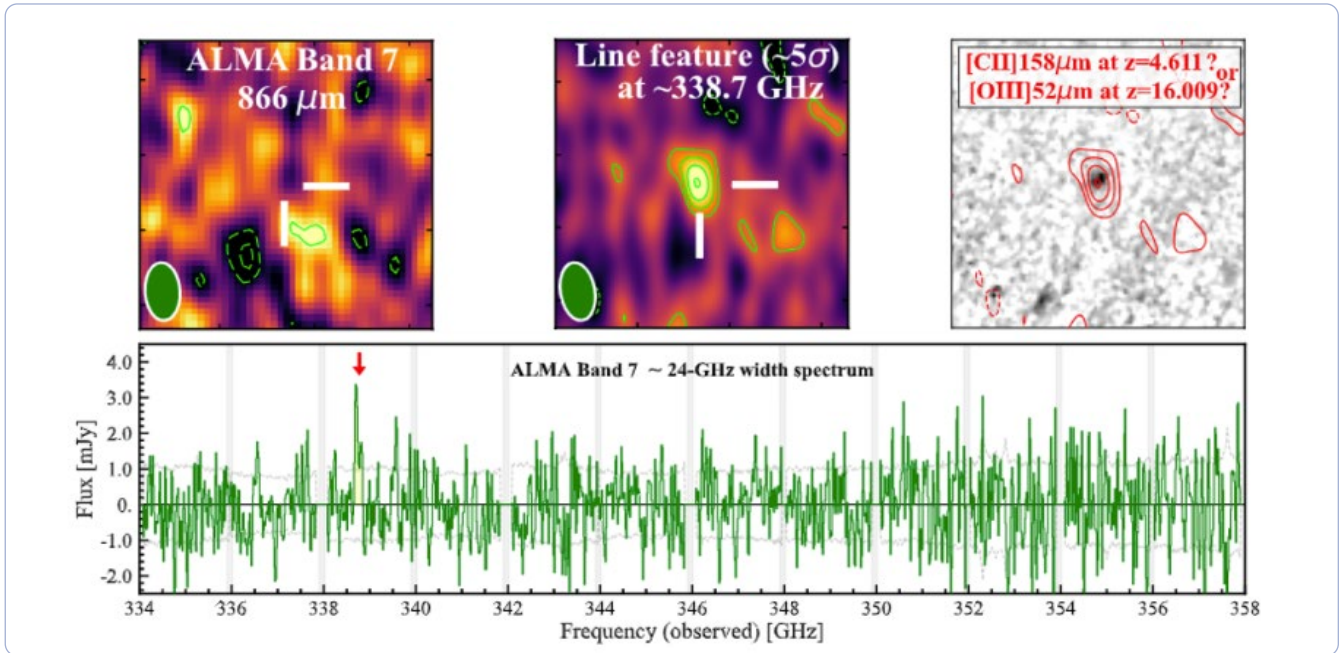 ALMA Band 7
866 μm
Line feature (~5σ)
at ~338.7 GHz
[CII]158μm at z=4.611?
or
[OIII]52μm at z=16.009?
ALMA Band 7 ~ 24-GHz width spectrum
4.0
3.0
2.0
1.0
0.
-1.0
-2.0
Flux [mJy]
334 336 338 340 342 344 346 348 350 352 354 356 358
Frequency (observed) [GHz]